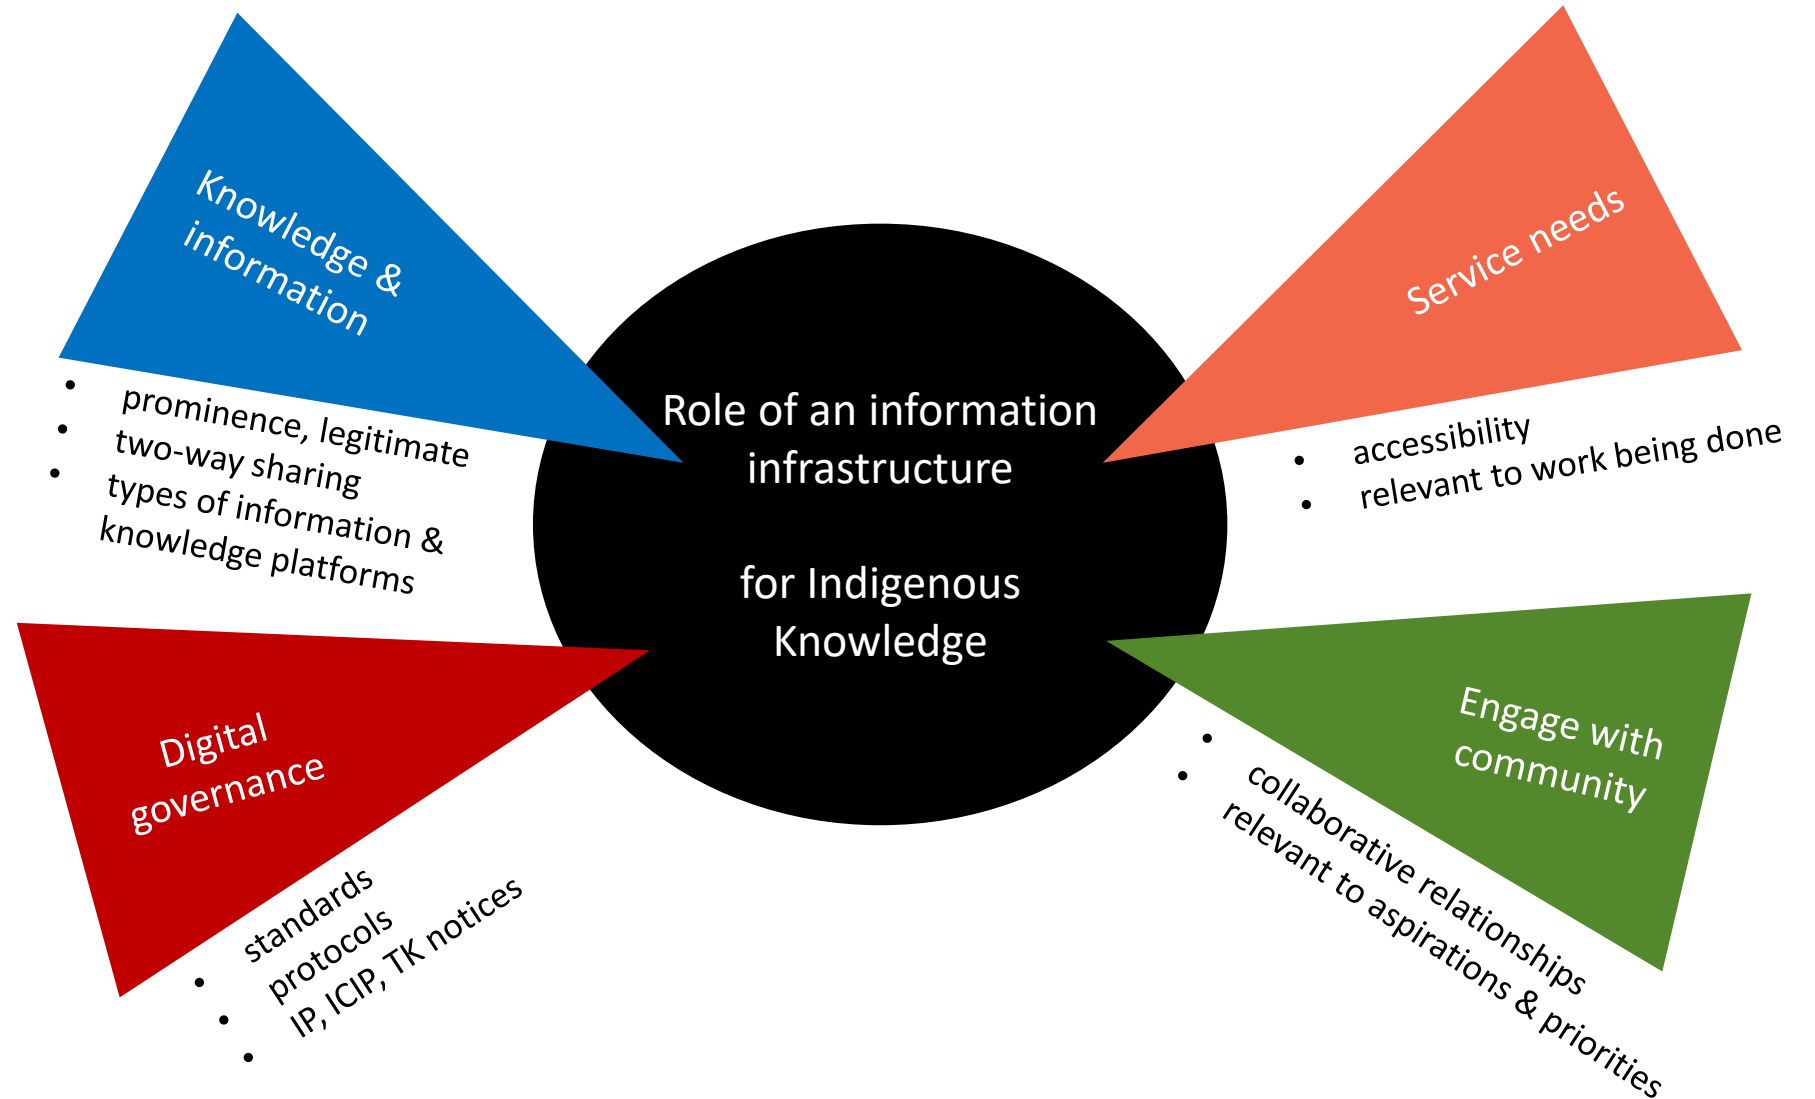 Knowledge &
information
• prominence, legitimate
• two-way sharing
• types of information &
knowledge platforms
Service needs
• accessibility
• relevant to work being done
Role of an information
infrastructure
for Indigenous
Knowledge
Digital
governance
• standards
• protocols
• IP, ICIP, TK notices
Engage with
community
• collaborative relationships
• relevant to aspirations & priorities